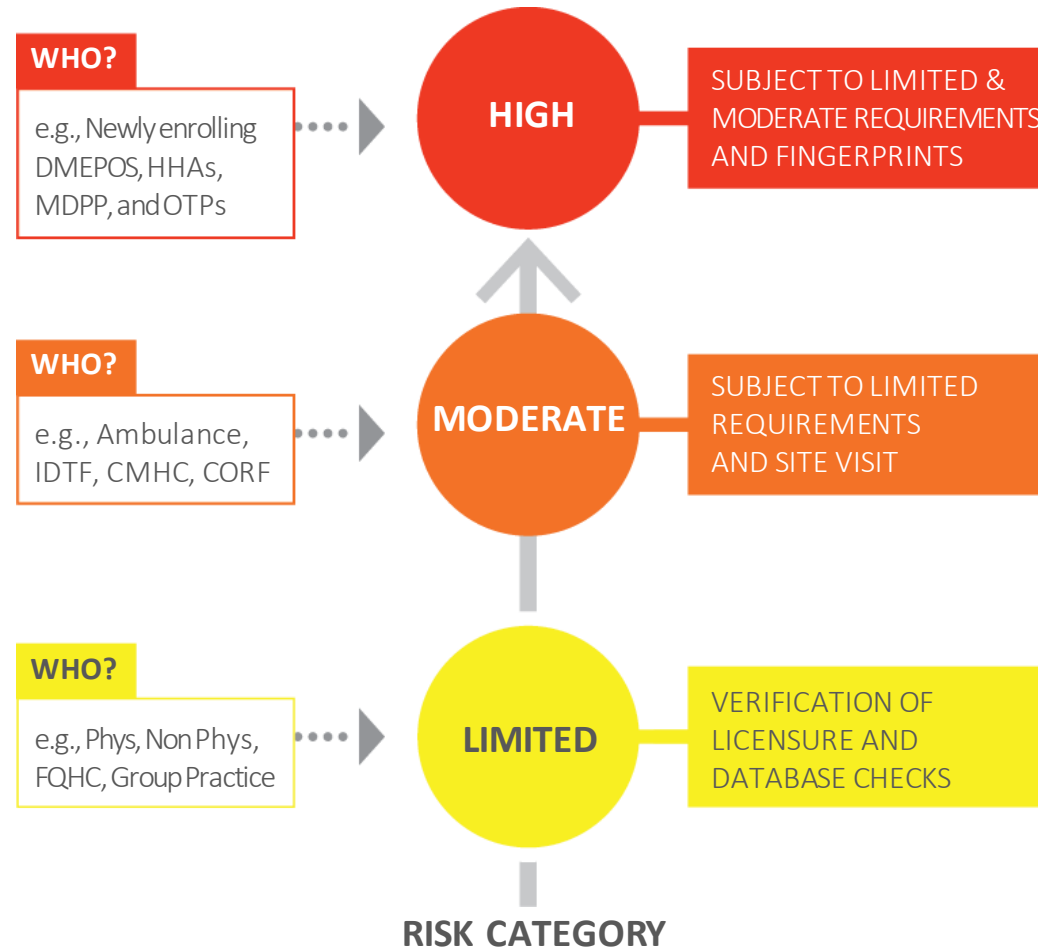 WHO?
e.g., Newly enrolling
DMEPOS, HHAs,
MDPP, and OTPs
HIGH
SUBJECT TO LIMITED &
MODERATE REQUIREMENTS
AND FINGERPRINTS
WHO?
e.g., Ambulance,
IDTF, CMHC, CORF
MODERATE
SUBJECT TO LIMITED
REQUIREMENTS
AND SITE VISIT
WHO?
e.g., Phys, Non Phys,
FQHC, Group Practice
LIMITED
VERIFICATION OF
LICENSURE AND
DATABASE CHECKS
RISK CATEGORY